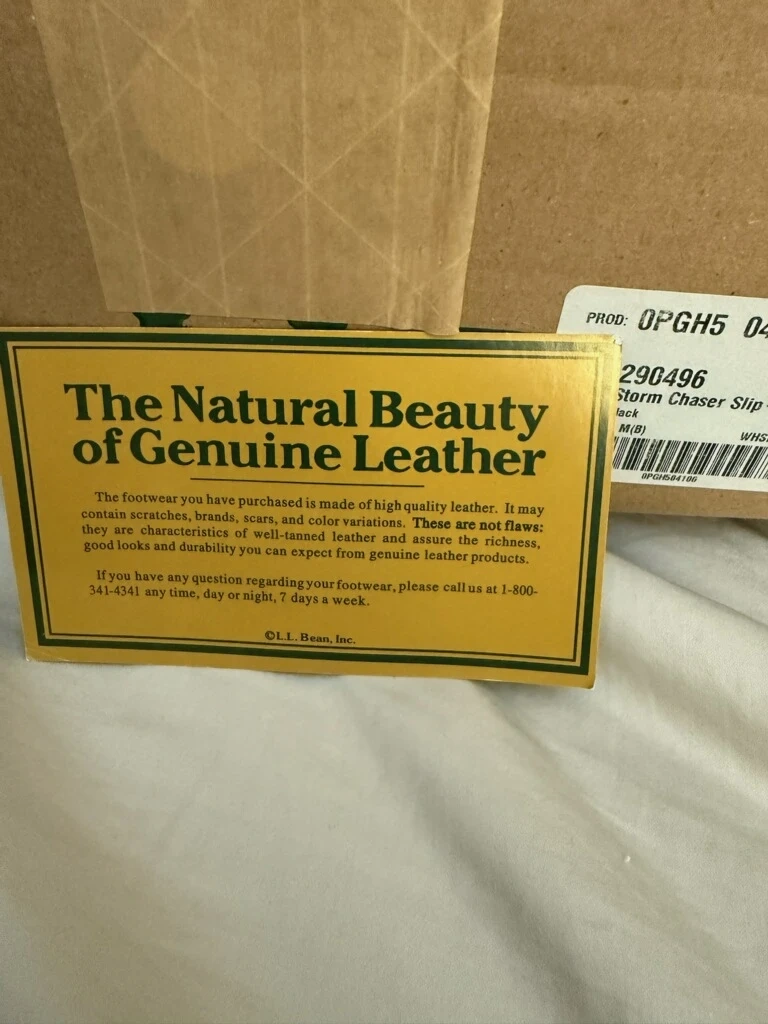 PROD: 0PGH5 04
290496
Storm Chaser Slip
lack
M(B)
WHS
0PGH504106
The Natural Beauty
of Genuine Leather
The footwear you have purchased is made of high quality leather. It may
contain scratches, brands, scars, and color variations. These are not flaws:
they are characteristics of well-tanned leather and assure the richness,
good looks and durability you can expect from genuine leather products.
If you have any question regarding your footwear, please call us at 1-800-
341-4341 any time, day or night, 7 days a week.
©L.L. Bean, Inc.